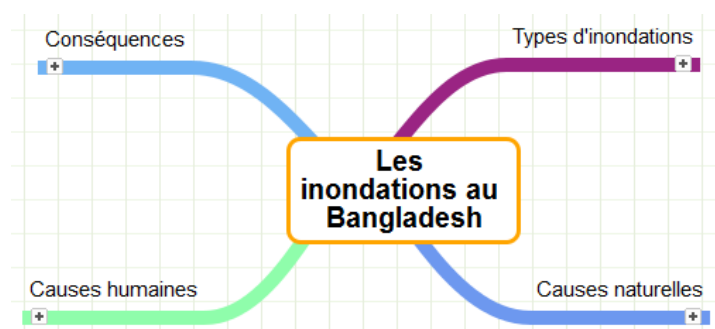 Conséquences
Types d'inondations
Les
inondations au
Bangladesh
Causes humaines
Causes naturelles